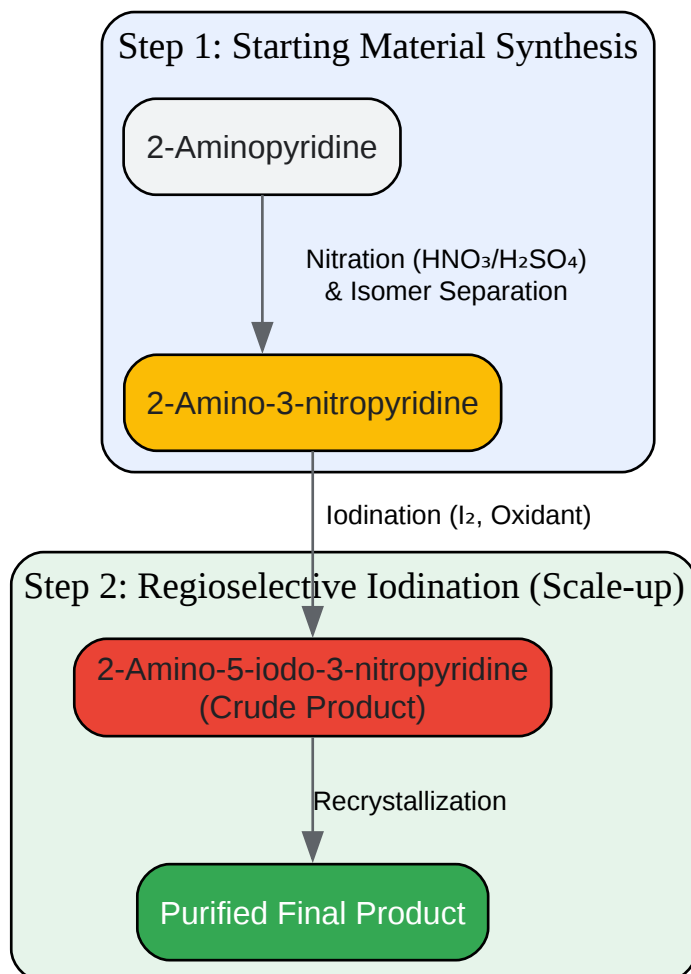 Step 1: Starting Material Synthesis
2-Aminopyridine
Nitration (HNO₃/H₂SO₄)
& Isomer Separation
2-Amino-3-nitropyridine
Iodination (I₂, Oxidant)
Step 2: Regioselective Iodination (Scale-up)
2-Amino-5-iodo-3-nitropyridine
(Crude Product)
Recrystallization
Purified Final Product